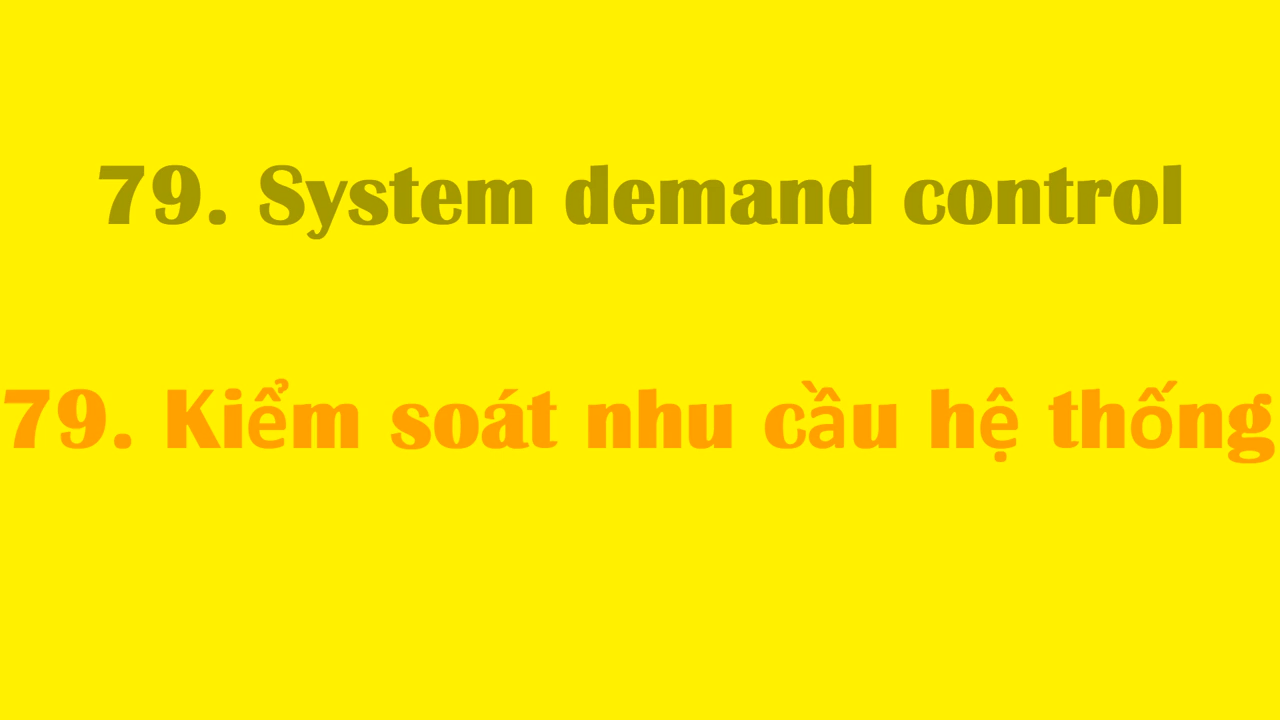 79. System demand control
79. Kiểm soát nhu cầu hệ thống